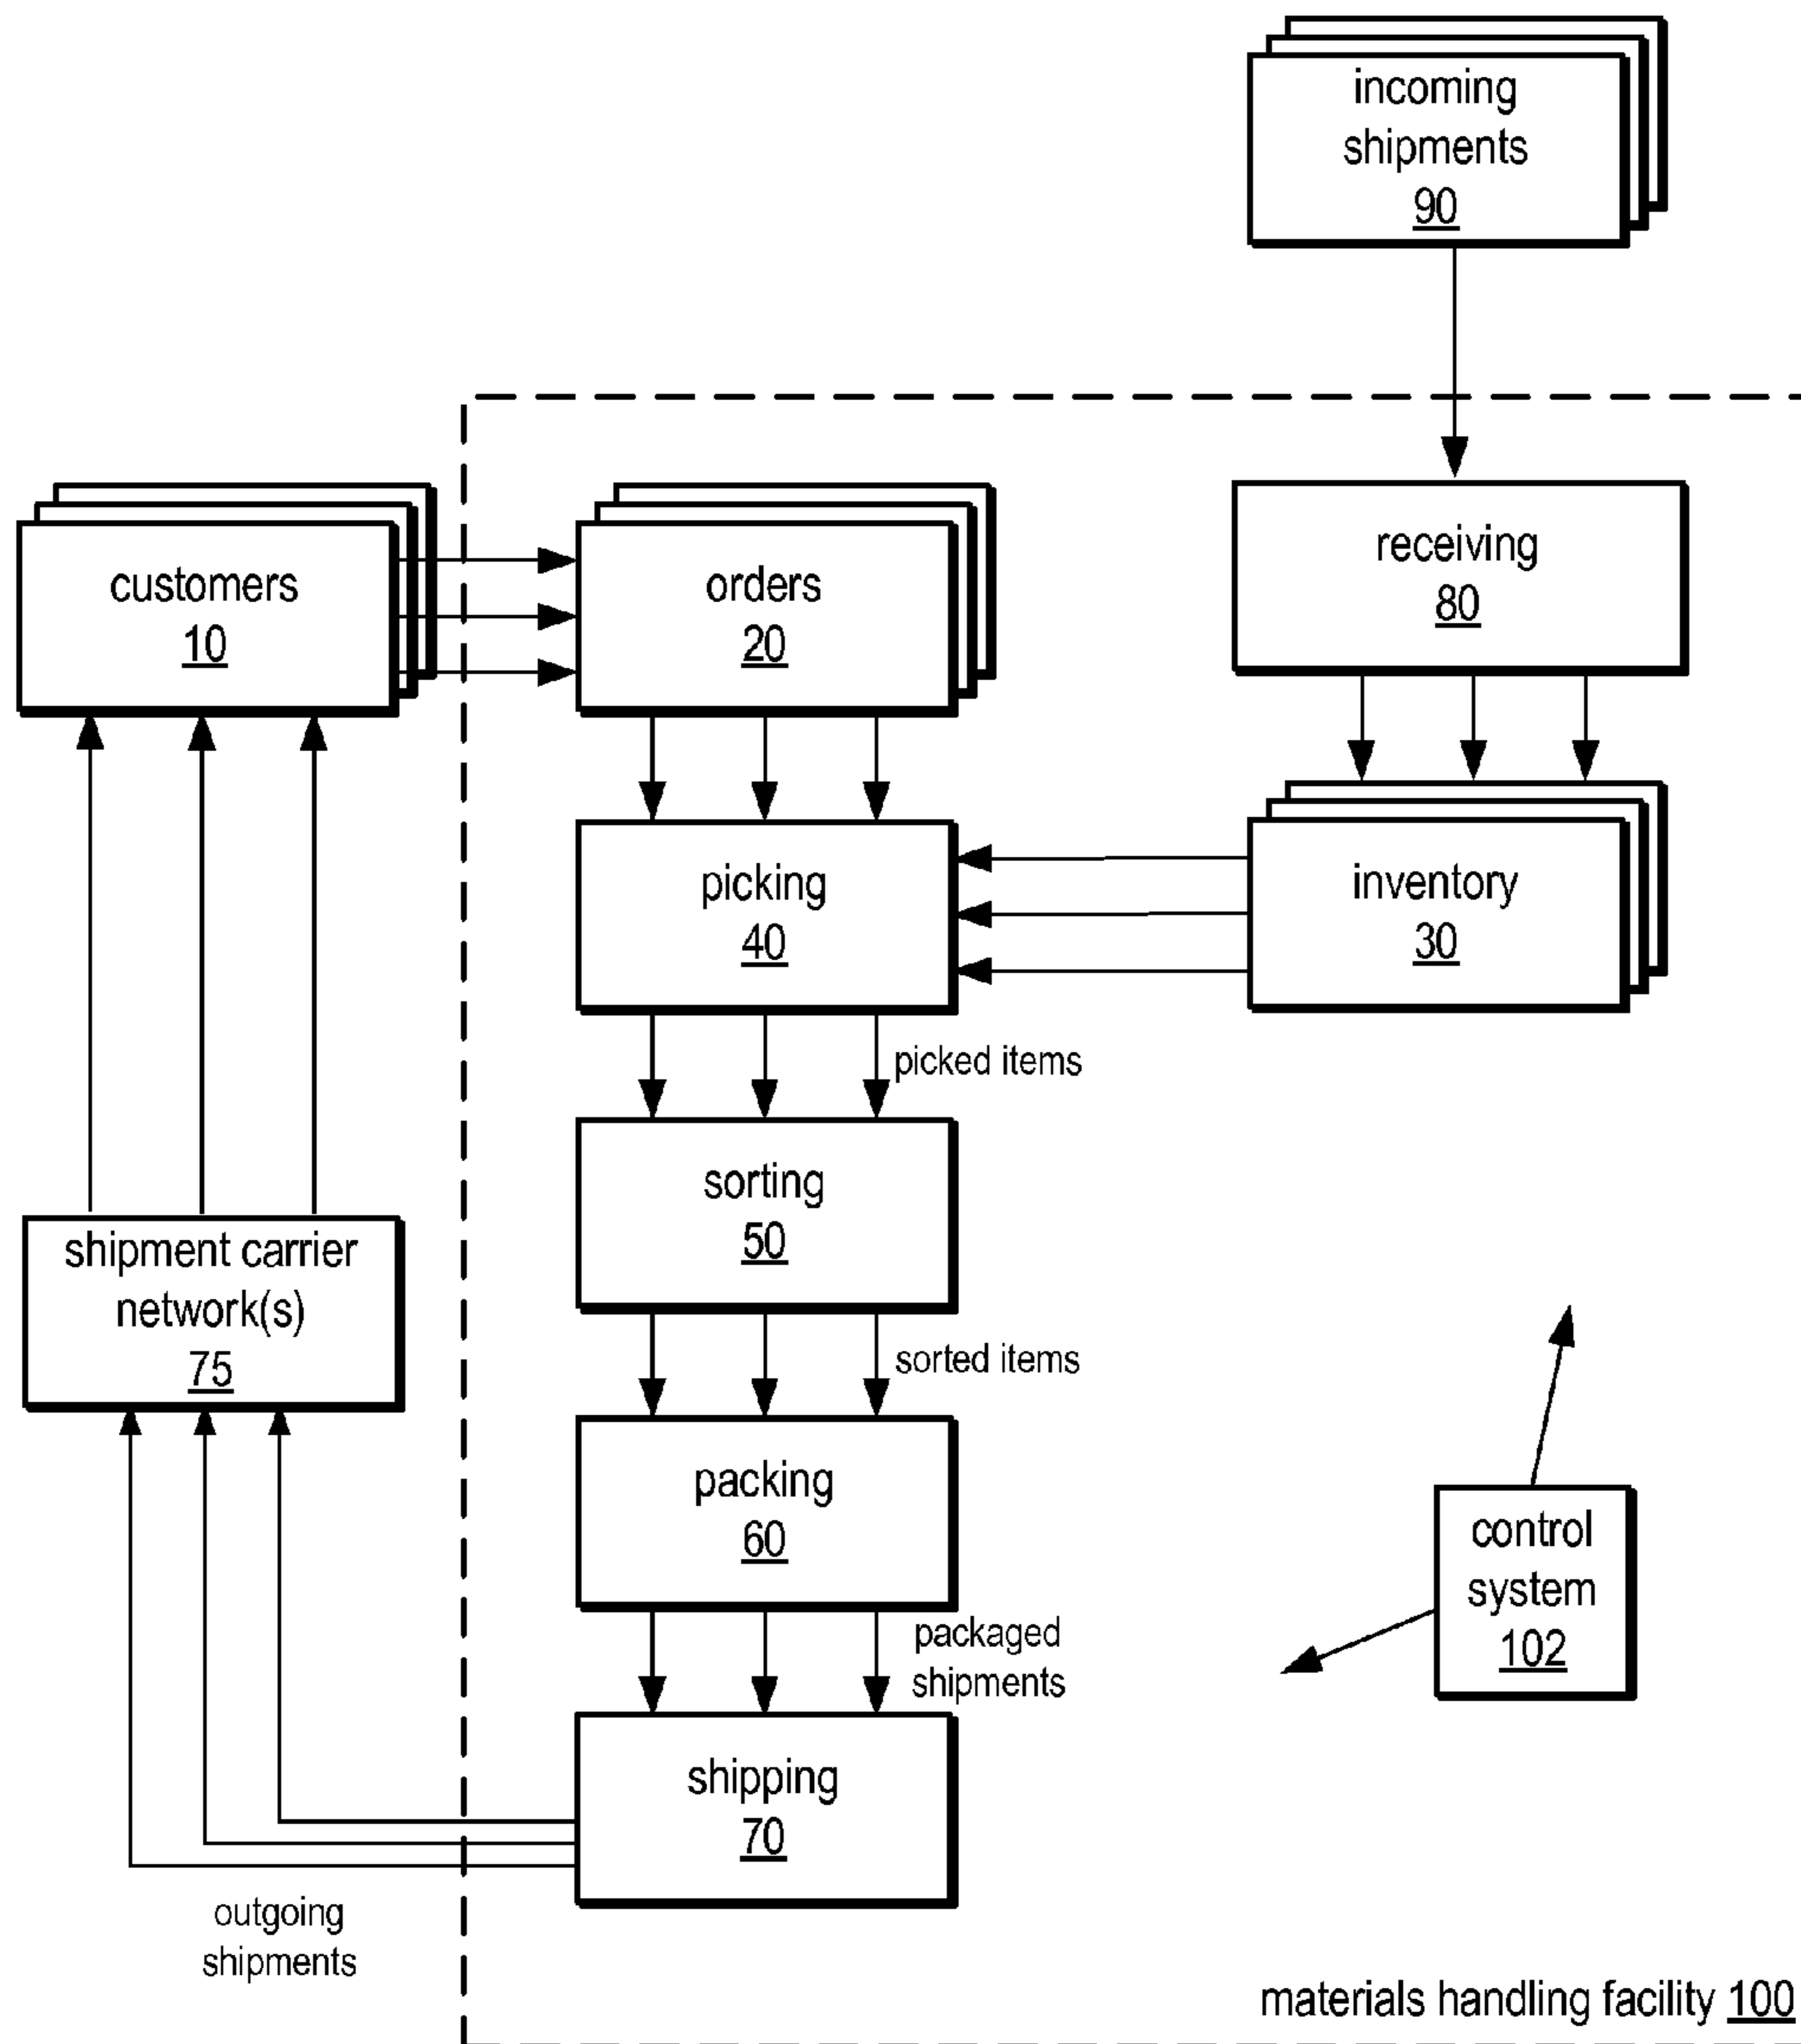 incoming
shipments
90
customers
10
orders
20
receiving
80
picking
40
inventory
30
picked items
sorting
50
shipment carrier
network(s)
75
sorted items
packing
60
control
system
102
packaged
shipments
shipping
70
outgoing
shipments
materials handling facility 100